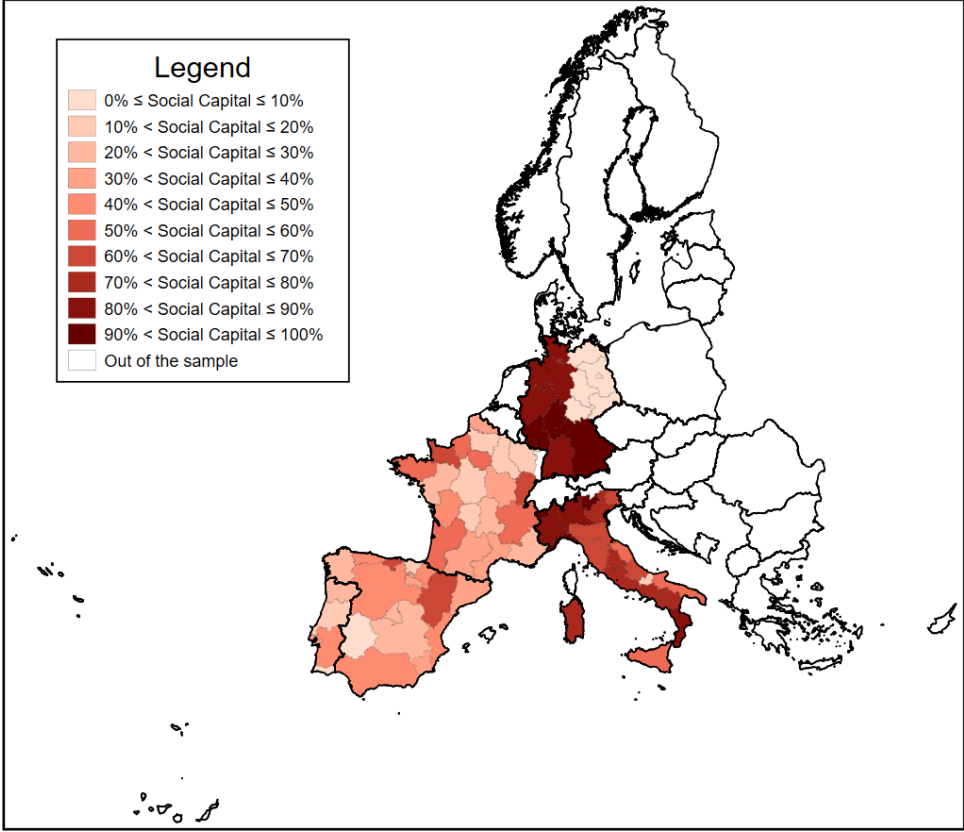 Legend
0% ≤ Social Capital ≤ 10%
10% < Social Capital ≤ 20%
20% < Social Capital ≤ 30%
30% < Social Capital ≤ 40%
40% < Social Capital ≤ 50%
50% < Social Capital ≤ 60%
60% < Social Capital ≤ 70%
70% < Social Capital ≤ 80%
80% < Social Capital ≤ 90%
90% < Social Capital ≤ 100%
Out of the sample